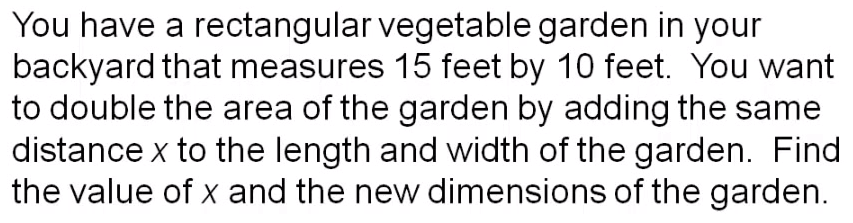 You have a rectangular vegetable garden in your
backyard that measures 15 feet by 10 feet.  You want
to double the area of the garden by adding the same
distance x to the length and width of the garden.  Find
the value of x and the new dimensions of the garden.